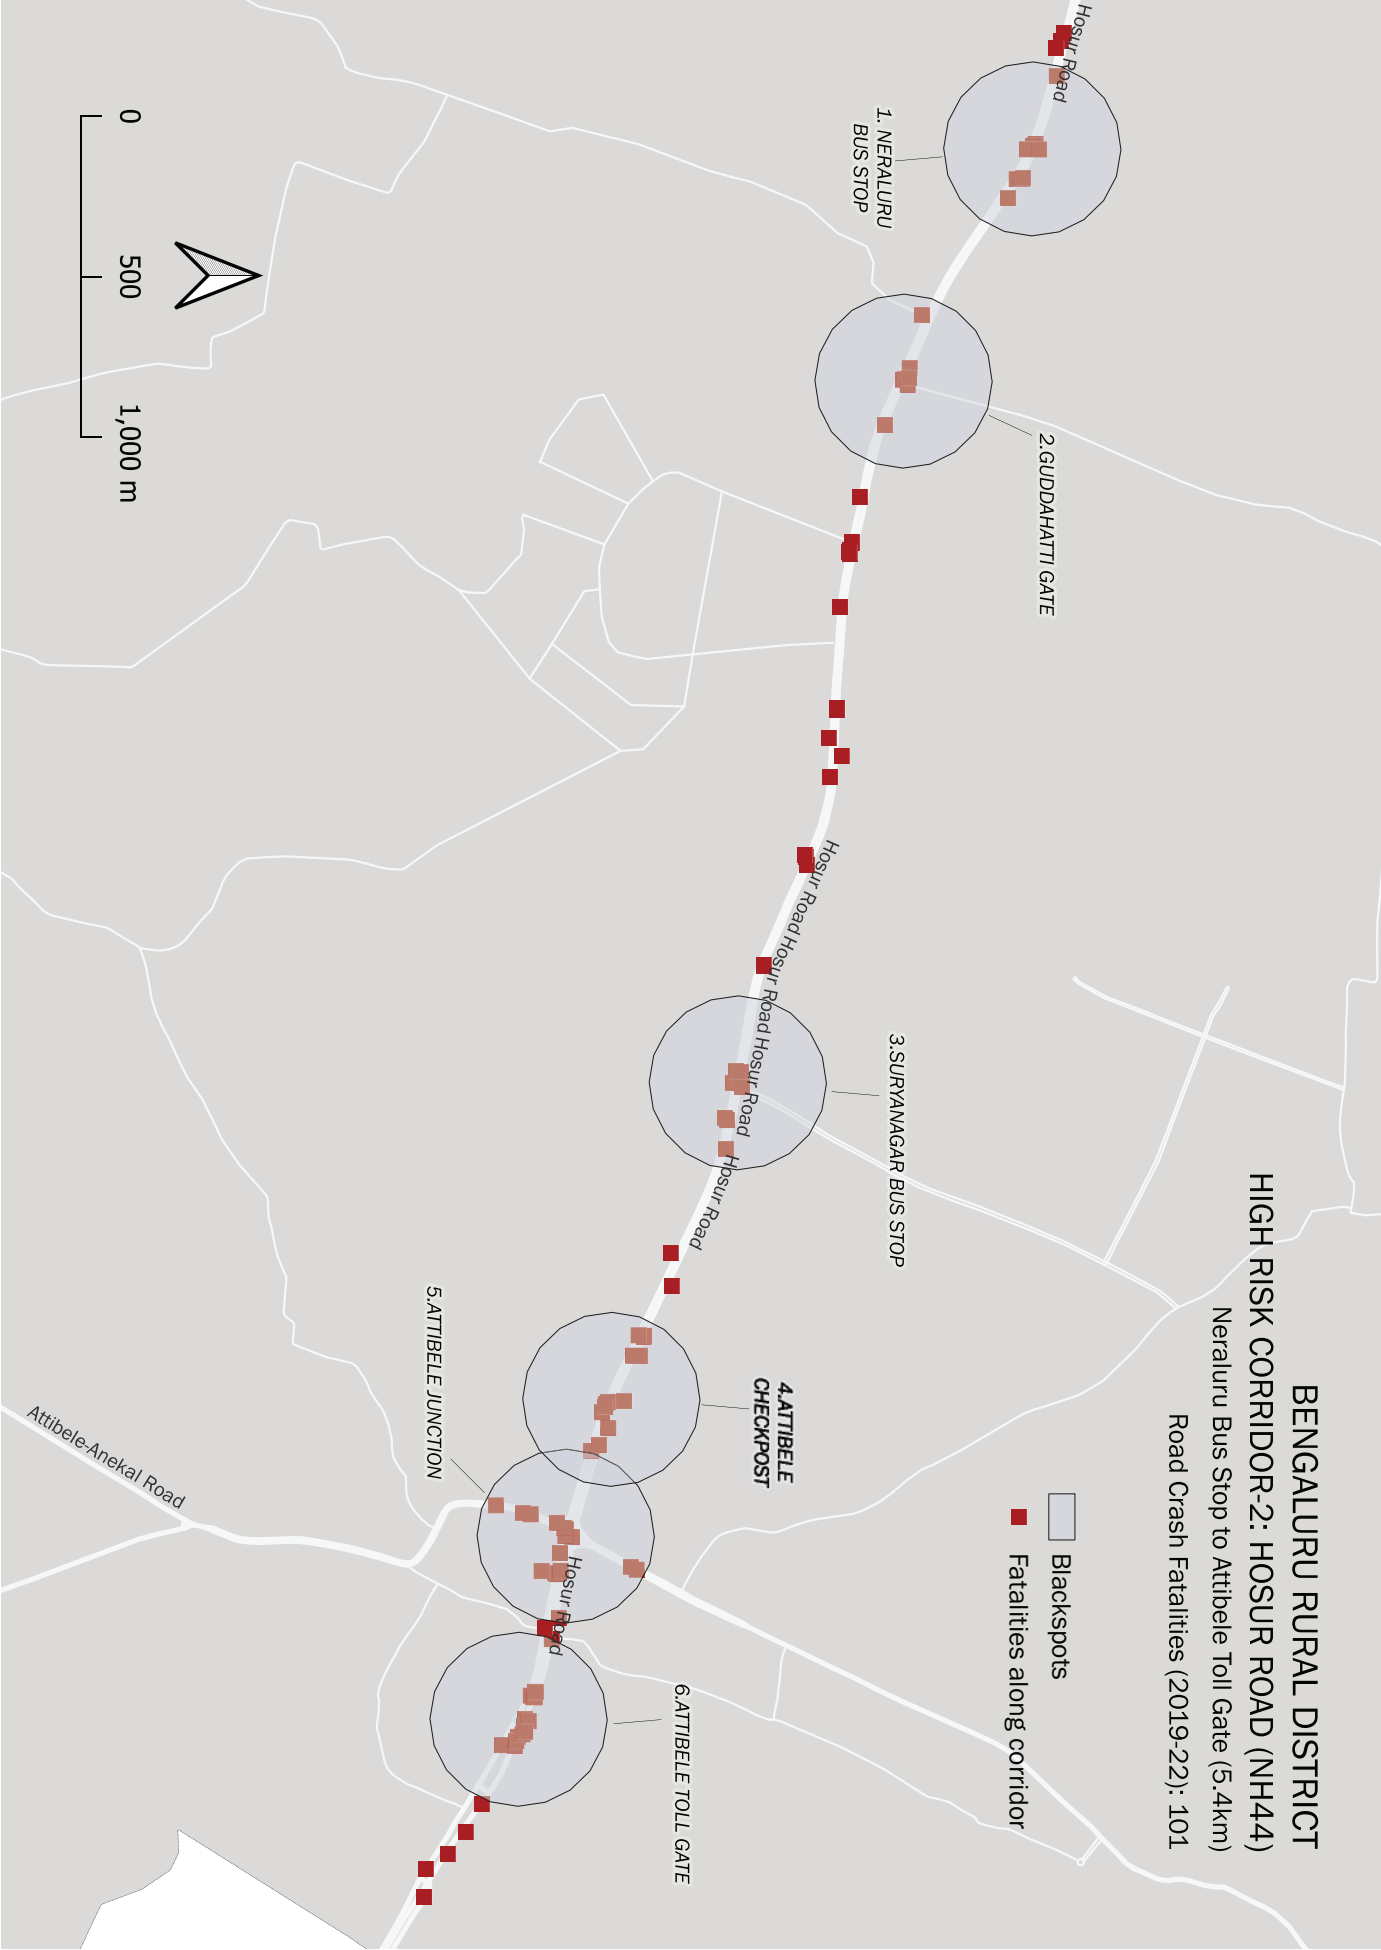 BENGALURU RURAL DISTRICT
HIGH RISK CORRIDOR-2: HOSUR ROAD (NH44)
Neraluru Bus Stop to Attibele Toll Gate (5.4km)
Road Crash Fatalities (2019-22): 101
Blackspots
Fatalities along corridor
Hosur Road
1. NERALURU
BUS STOP
2.GUDDAHATTI GATE
Hosur Road
Hosur Road
Hosur Road
3.SURYANAGAR BUS STOP
Hosur Road
4.ATTIBELE
CHECKPOST
5.ATTIBELE JUNCTION
Hosur Road
6.ATTIBELE TOLL GATE
Attibele-Anekal Road
0
500
1,000 m